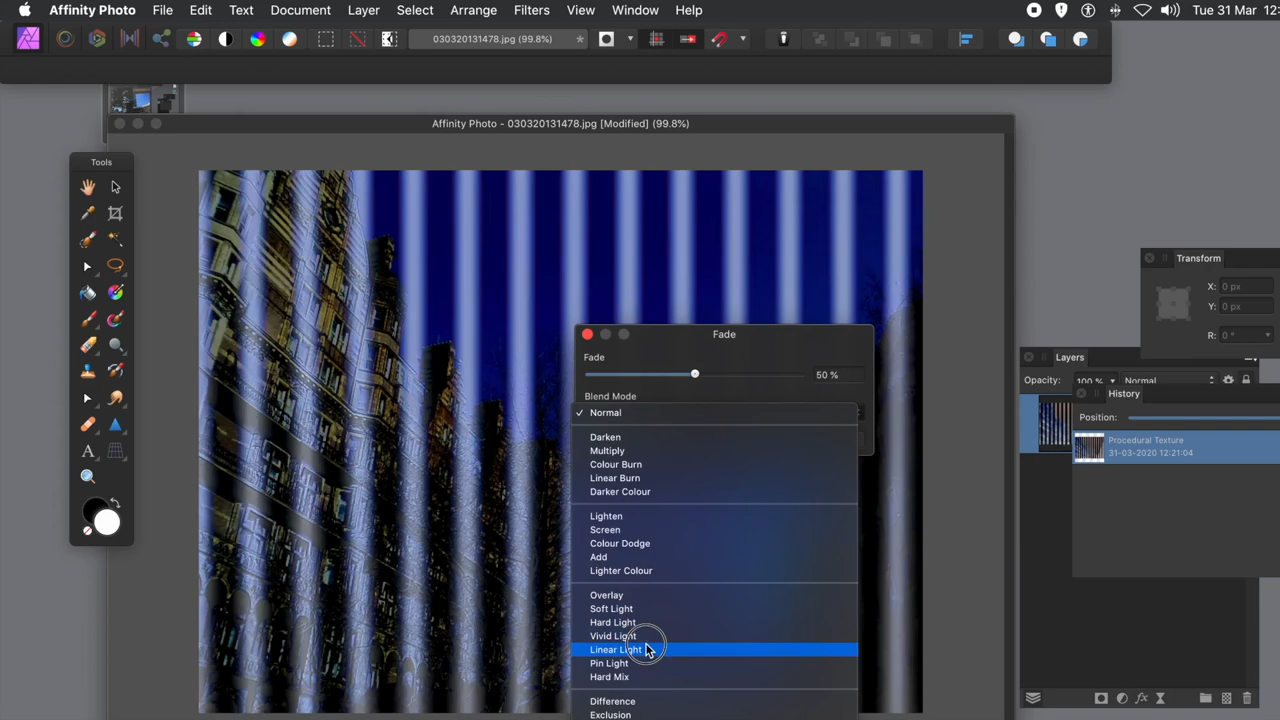 Affinity Photo File Edit Text Document Layer Select Arrange Filters View Window Help Tue 31 Mar 12:
030320131478.jpg (99.8%) *
Affinity Photo - 030320131478.jpg [Modified] (99.8%)
Tools
A
Transform
X: 0 px
Y: 0 px
R: 0 °
Fade
Fade
50 %
Blend Mode
Normal
Darken
Multiply
Colour Burn
Linear Burn
Darker Colour
Lighten
Screen
Colour Dodge
Add
Lighter Colour
Overlay
Soft Light
Hard Light
Vivid Light
Linear Light
Pin Light
Hard Mix
Difference
Exclusion
Layers
Opacity: 100 % Normal
History
Position:
Procedural Texture
31-03-2020 12:21:04
fx